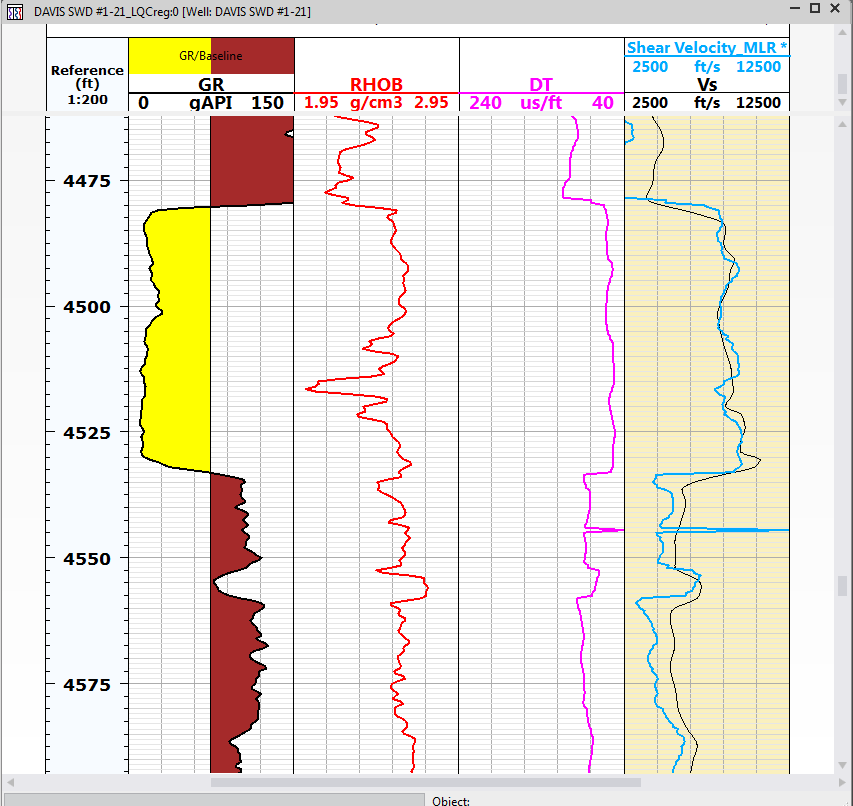 DAVIS SWD #1-21_LQCreg:0 [Well: DAVIS SWD #1-21]
GR/Baseline
Shear Velocity_MLR *
2500 ft/s 12500
Reference
(ft)
1:200
GR
0 gAPI 150
RHOB
1.95 g/cm3 2.95
DT
240 us/ft 40
Vs
2500 ft/s 12500
4475
4500
4525
4550
4575
Object: